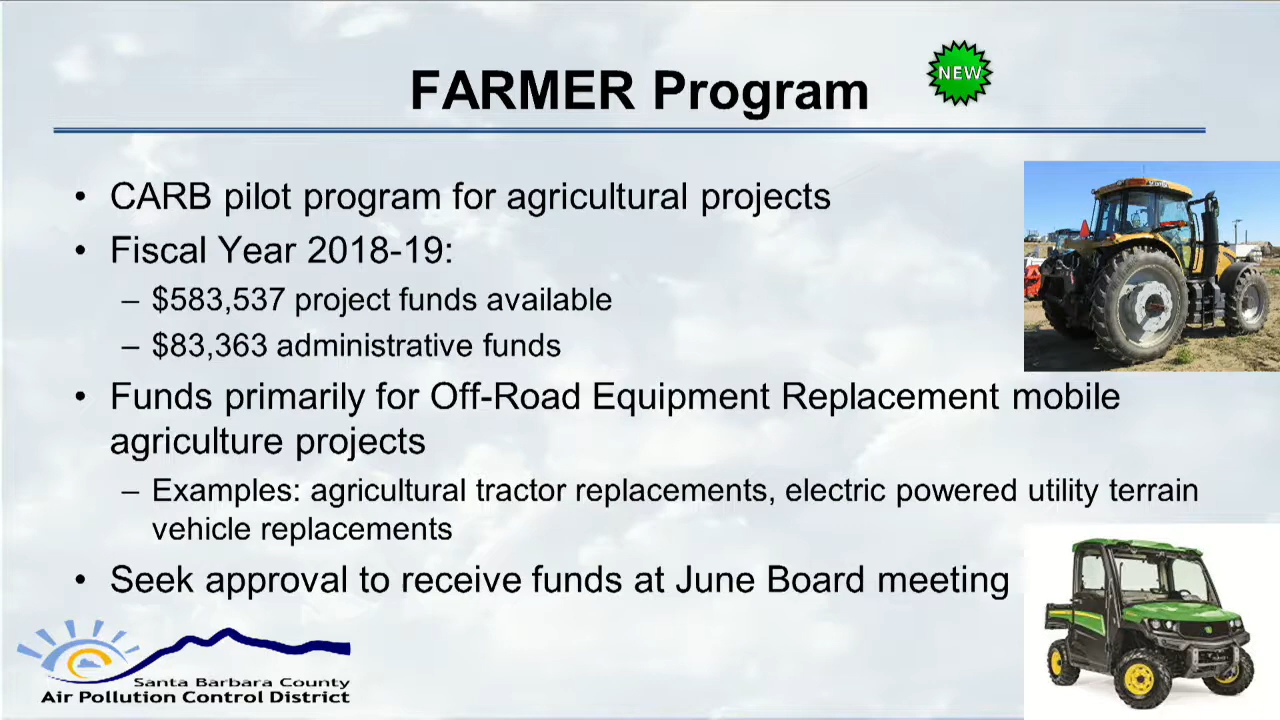 FARMER Program
NEW
• CARB pilot program for agricultural projects
• Fiscal Year 2018-19:
– $583,537 project funds available
– $83,363 administrative funds
• Funds primarily for Off-Road Equipment Replacement mobile
agriculture projects
– Examples: agricultural tractor replacements, electric powered utility terrain
vehicle replacements
• Seek approval to receive funds at June Board meeting
Santa Barbara County
Air Pollution Control District